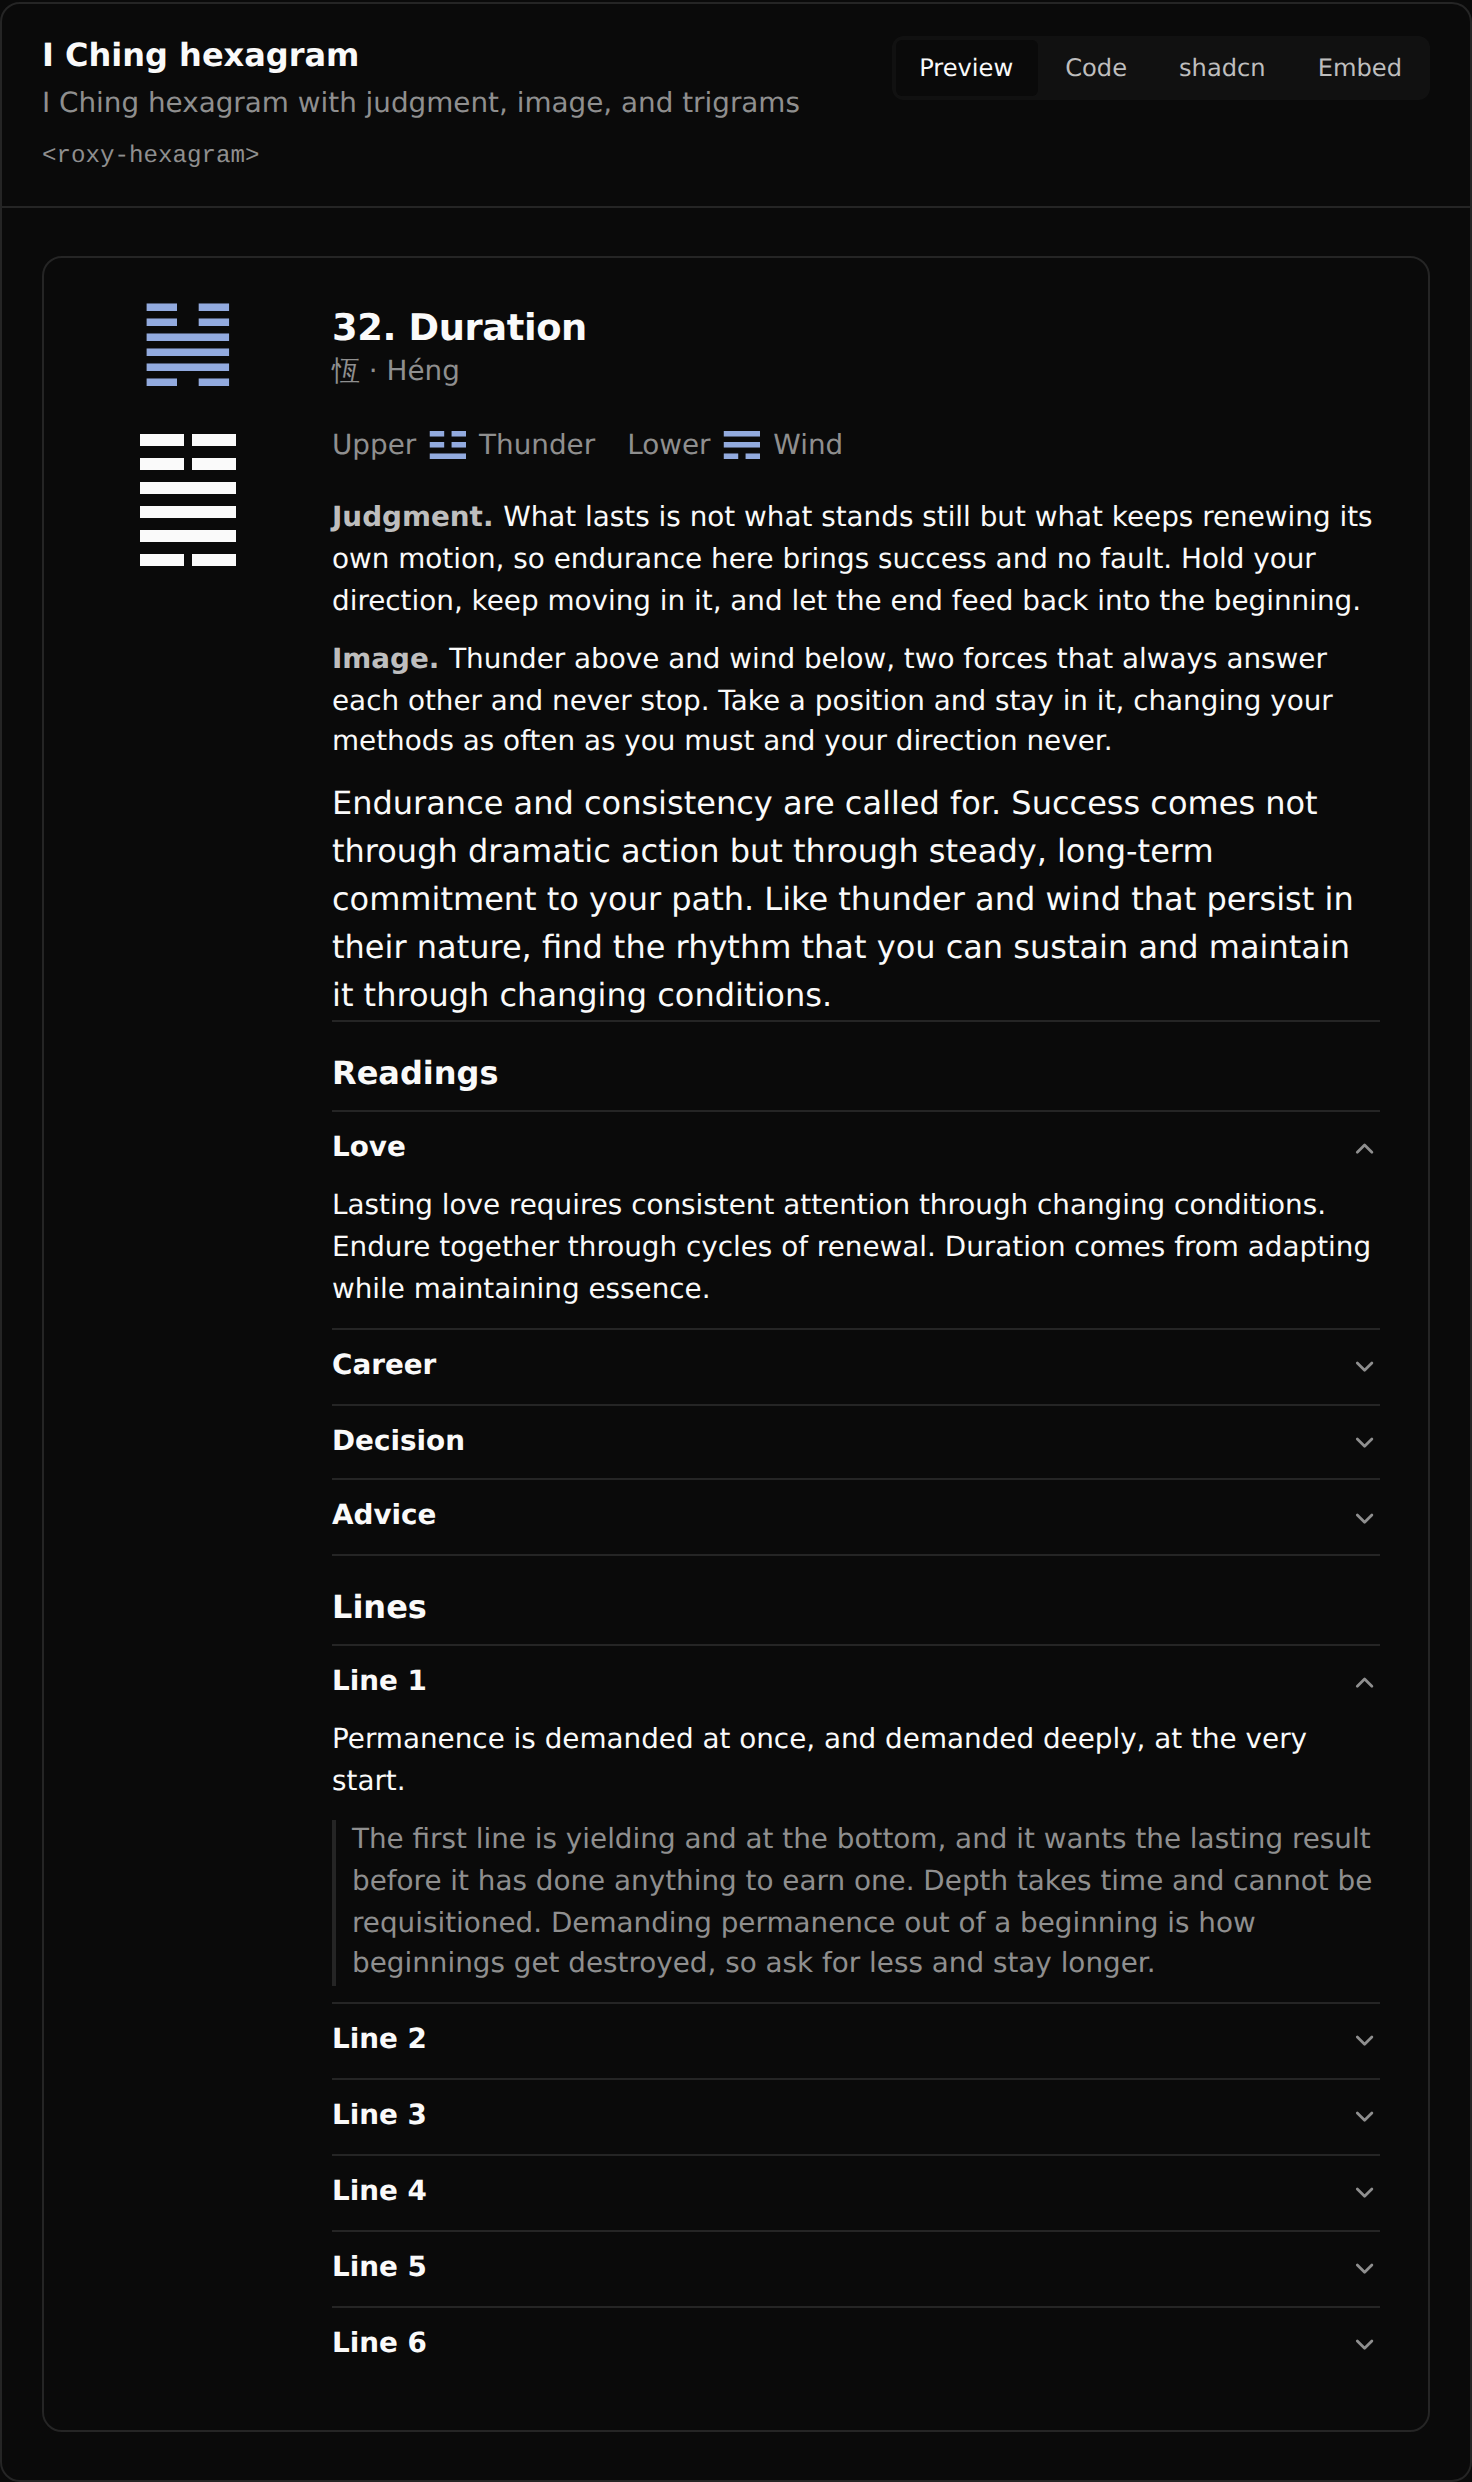 I Ching hexagram
I Ching hexagram with judgment, image, and trigrams
<roxy-hexagram>
Preview
Code
shadcn
Embed
32. Duration
恆 · Héng
Upper ☳ Thunder Lower ☴ Wind
Judgment. What lasts is not what stands still but what keeps renewing its
own motion, so endurance here brings success and no fault. Hold your
direction, keep moving in it, and let the end feed back into the beginning.
Image. Thunder above and wind below, two forces that always answer
each other and never stop. Take a position and stay in it, changing your
methods as often as you must and your direction never.
Endurance and consistency are called for. Success comes not
through dramatic action but through steady, long-term
commitment to your path. Like thunder and wind that persist in
their nature, find the rhythm that you can sustain and maintain
it through changing conditions.
Readings
Love
Lasting love requires consistent attention through changing conditions.
Endure together through cycles of renewal. Duration comes from adapting
while maintaining essence.
Career
Decision
Advice
Lines
Line 1
Permanence is demanded at once, and demanded deeply, at the very
start.
The first line is yielding and at the bottom, and it wants the lasting result
before it has done anything to earn one. Depth takes time and cannot be
requisitioned. Demanding permanence out of a beginning is how
beginnings get destroyed, so ask for less and stay longer.
Line 2
Line 3
Line 4
Line 5
Line 6